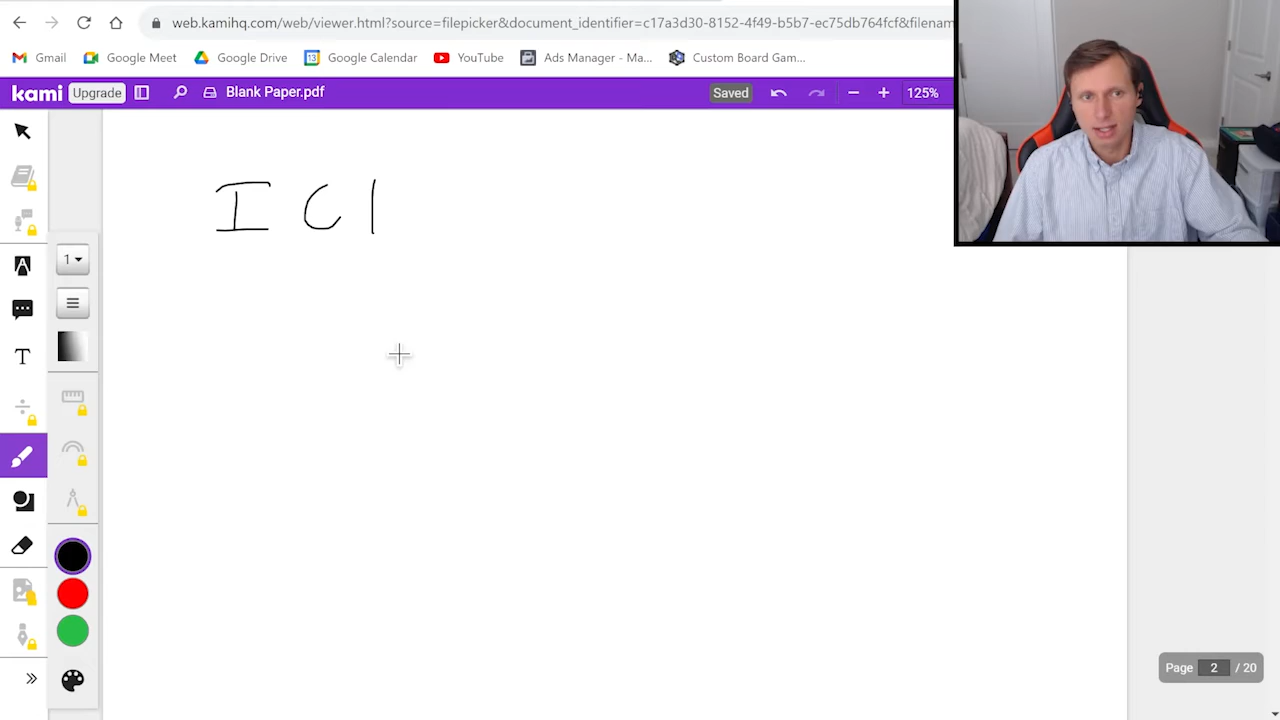 web.kamihq.com/web/viewer.html?source=filepicker&document_identifier=c17a3d30-8152-4f49-b5b7-ec75db764fcf&filenam
Gmail Google Meet Google Drive 13 Google Calendar YouTube Ads Manager - Ma... Custom Board Gam...
kami Upgrade Blank Paper.pdf Saved 125%
I Cl
1
T
Page 2 / 20